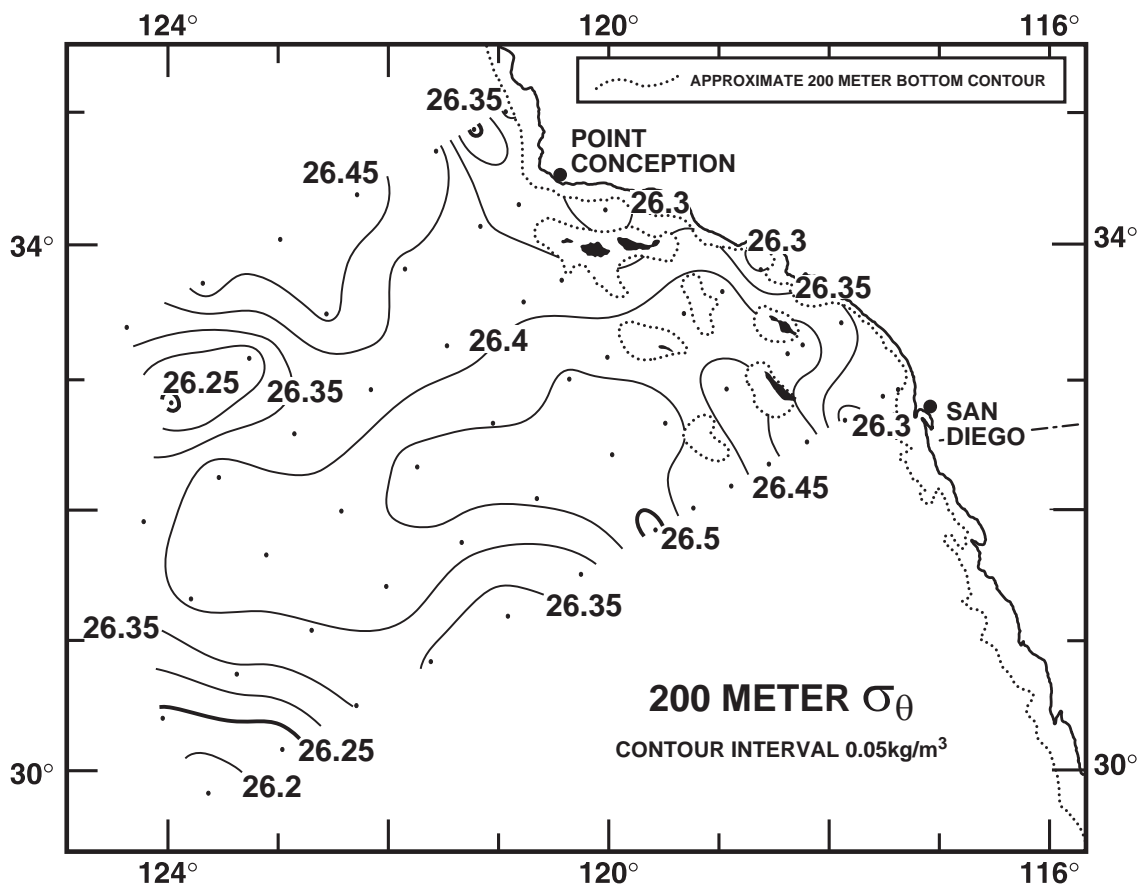 124° 120° 116°
APPROXIMATE 200 METER BOTTOM CONTOUR
26.35
POINT
CONCEPTION
26.45
26.3
34° 34°
26.3
26.35
26.4
26.25
26.35
26.3
SAN
DIEGO
26.45
26.5
26.35
26.35
200 METER σθ
CONTOUR INTERVAL 0.05kg/m³
26.25
26.2
30° 30°
124° 120° 116°